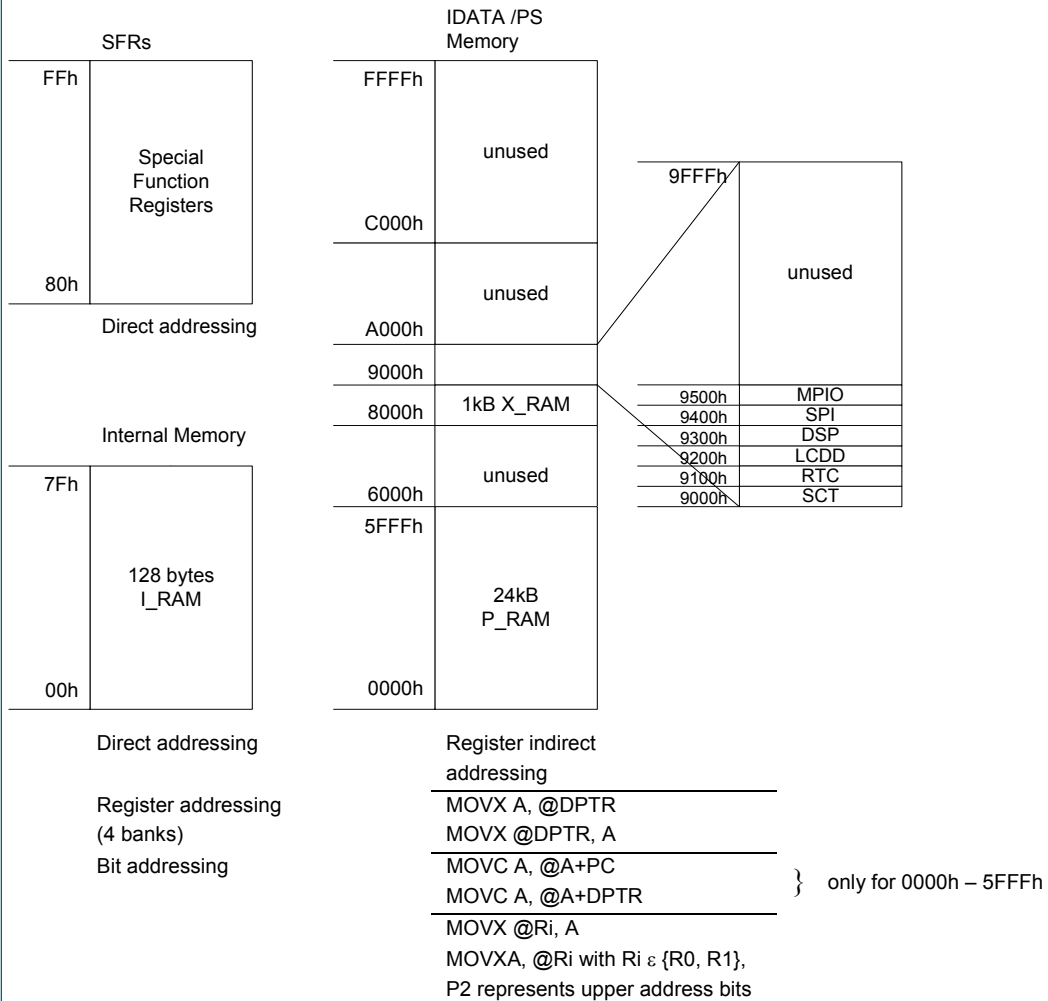 SFRs
FFh
Special
Function
Registers
80h
Direct addressing
Internal Memory
7Fh
128 bytes
I_RAM
00h
Direct addressing
Register addressing
(4 banks)
Bit addressing
IDATA /PS
Memory
FFFFh
unused
C000h
unused
A000h
9000h
8000h
1kB X_RAM
unused
6000h
5FFFh
24kB
P_RAM
0000h
Register indirect
addressing
MOVX A, @DPTR
MOVX @DPTR, A
MOVC A, @A+PC
MOVC A, @A+DPTR
} only for 0000h – 5FFFh
MOVX @Ri, A
MOVXA, @Ri with Ri ε {R0, R1},
P2 represents upper address bits
9FFFh
unused
9500h MPIO
9400h SPI
9300h DSP
9200h LCDD
9100h RTC
9000h SCT